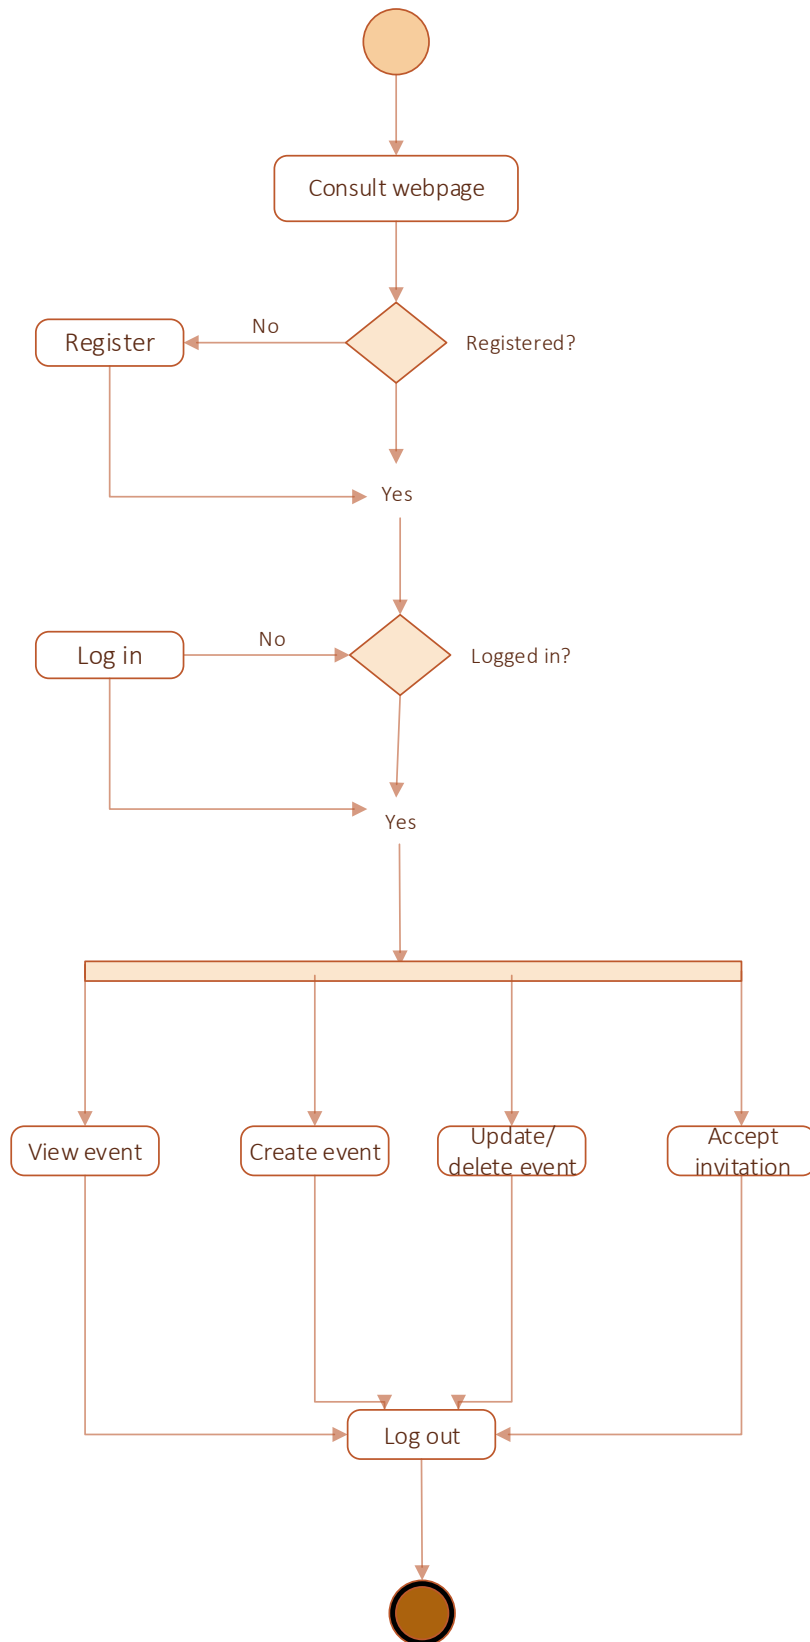 Consult webpage
No
Register
Registered?
Yes
No
Log in
Logged in?
Yes
View event
Create event
Update/
delete event
Accept
invitation
Log out